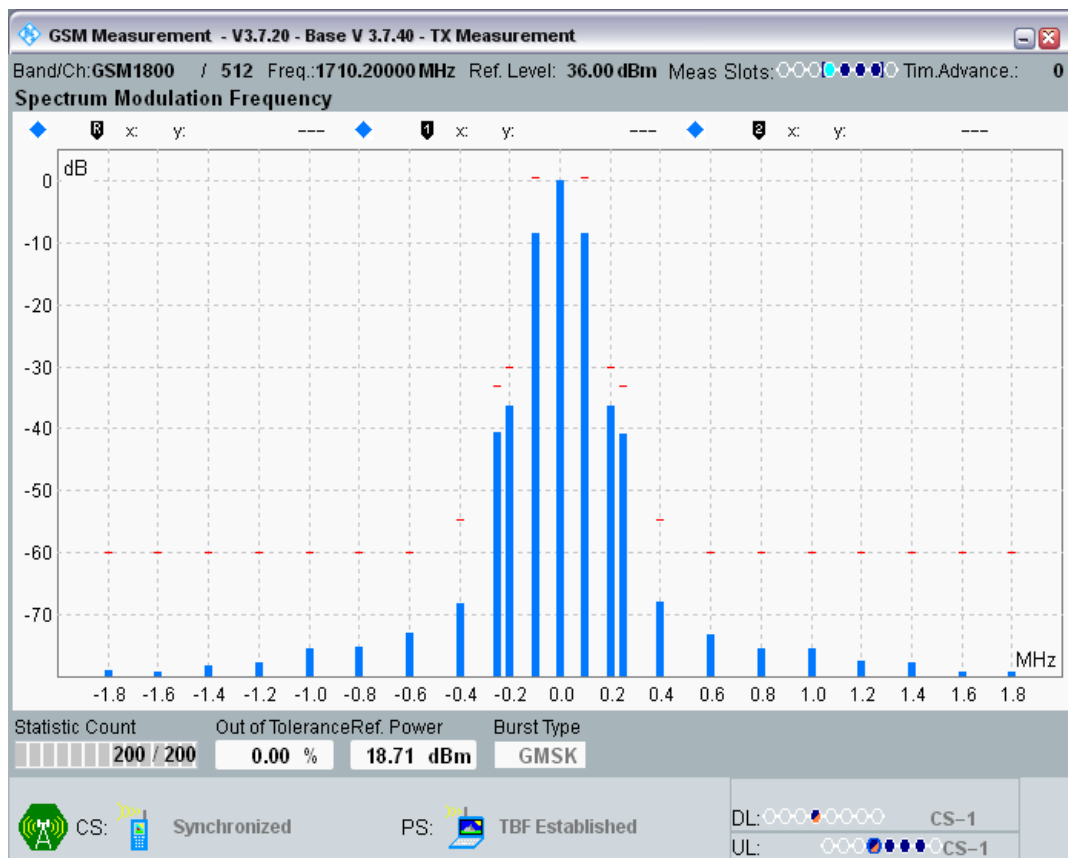 GSM Measurement - V3.7.20 - Base V 3.7.40 - TX Measurement
Band/Ch:GSM1800 / 512 Freq.:1710.20000 MHz Ref. Level: 36.00 dBm Meas Slots: Tim.Advance.: 0
Spectrum Modulation Frequency
R x: y: --- 1 x: y: --- 2 x: y: ---
dB
0
-10
-20
-30
-40
-50
-60
-70
MHz
-1.8 -1.6 -1.4 -1.2 -1.0 -0.8 -0.6 -0.4 -0.2 0.0 0.2 0.4 0.6 0.8 1.0 1.2 1.4 1.6 1.8
Statistic Count Out of Tolerance Ref. Power Burst Type
200 / 200 0.00 % 18.71 dBm GMSK
CS: Synchronized PS: TBF Established
DL: CS-1
UL: CS-1